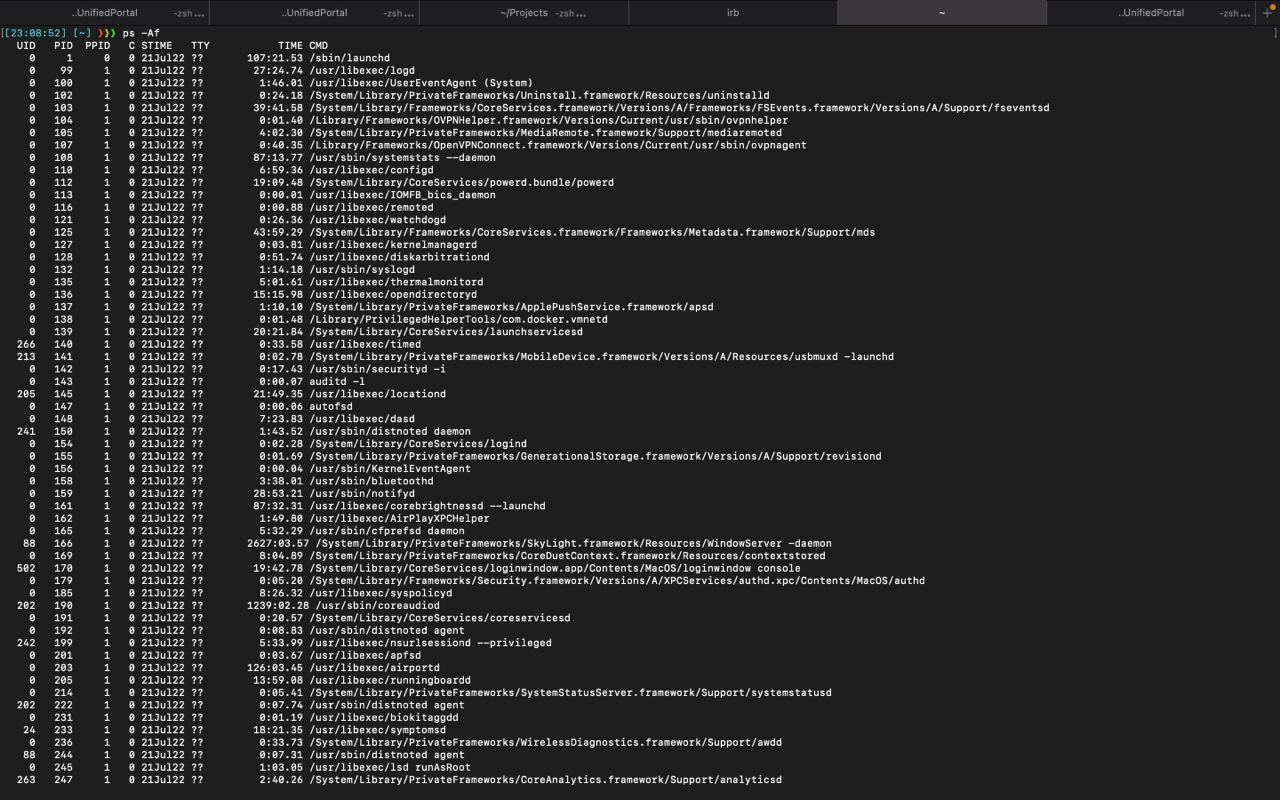 ..UnifiedPortal -zsh... ..UnifiedPortal -zsh... ~/Projects -zsh... irb ~ ..UnifiedPortal -zsh... +
[[23:08:52] [~] ❯❯❯ ps -Af ]
UID PID PPID C STIME TTY TIME CMD
0 1 0 0 21Jul22 ?? 107:21.53 /sbin/launchd
0 99 1 0 21Jul22 ?? 27:24.74 /usr/libexec/logd
0 100 1 0 21Jul22 ?? 1:46.01 /usr/libexec/UserEventAgent (System)
0 102 1 0 21Jul22 ?? 0:24.18 /System/Library/PrivateFrameworks/Uninstall.framework/Resources/uninstalld
0 103 1 0 21Jul22 ?? 39:41.58 /System/Library/Frameworks/CoreServices.framework/Versions/A/Frameworks/FSEvents.framework/Versions/A/Support/fseventsd
0 104 1 0 21Jul22 ?? 0:01.40 /Library/Frameworks/OVPNHelper.framework/Versions/Current/usr/sbin/ovpnhelper
0 105 1 0 21Jul22 ?? 4:02.30 /System/Library/PrivateFrameworks/MediaRemote.framework/Support/mediaremoted
0 107 1 0 21Jul22 ?? 0:40.35 /Library/Frameworks/OpenVPNConnect.framework/Versions/Current/usr/sbin/ovpnagent
0 108 1 0 21Jul22 ?? 87:13.77 /usr/sbin/systemstats --daemon
0 110 1 0 21Jul22 ?? 6:59.36 /usr/libexec/configd
0 112 1 0 21Jul22 ?? 19:09.48 /System/Library/CoreServices/powerd.bundle/powerd
0 113 1 0 21Jul22 ?? 0:00.01 /usr/libexec/IOMFB_bics_daemon
0 116 1 0 21Jul22 ?? 0:00.88 /usr/libexec/remoted
0 121 1 0 21Jul22 ?? 0:26.36 /usr/libexec/watchdogd
0 125 1 0 21Jul22 ?? 43:59.29 /System/Library/Frameworks/CoreServices.framework/Frameworks/Metadata.framework/Support/mds
0 127 1 0 21Jul22 ?? 0:03.81 /usr/libexec/kernelmanagerd
0 128 1 0 21Jul22 ?? 0:51.74 /usr/libexec/diskarbitrationd
0 132 1 0 21Jul22 ?? 1:14.18 /usr/sbin/syslogd
0 135 1 0 21Jul22 ?? 5:01.61 /usr/libexec/thermalmonitord
0 136 1 0 21Jul22 ?? 15:15.98 /usr/libexec/opendirectoryd
0 137 1 0 21Jul22 ?? 1:10.10 /System/Library/PrivateFrameworks/ApplePushService.framework/apsd
0 138 1 0 21Jul22 ?? 0:01.48 /Library/PrivilegedHelperTools/com.docker.vmnetd
0 139 1 0 21Jul22 ?? 20:21.84 /System/Library/CoreServices/launchservicesd
266 140 1 0 21Jul22 ?? 0:33.58 /usr/libexec/timed
213 141 1 0 21Jul22 ?? 0:02.78 /System/Library/PrivateFrameworks/MobileDevice.framework/Versions/A/Resources/usbmuxd -launchd
0 142 1 0 21Jul22 ?? 0:17.43 /usr/sbin/securityd -i
0 143 1 0 21Jul22 ?? 0:00.07 auditd -l
205 145 1 0 21Jul22 ?? 21:49.35 /usr/libexec/locationd
0 147 1 0 21Jul22 ?? 0:00.06 autofsd
0 148 1 0 21Jul22 ?? 7:23.83 /usr/libexec/dasd
241 150 1 0 21Jul22 ?? 1:43.52 /usr/sbin/distnoted daemon
0 154 1 0 21Jul22 ?? 0:02.28 /System/Library/CoreServices/logind
0 155 1 0 21Jul22 ?? 0:01.69 /System/Library/PrivateFrameworks/GenerationalStorage.framework/Versions/A/Support/revisiond
0 156 1 0 21Jul22 ?? 0:00.04 /usr/sbin/KernelEventAgent
0 158 1 0 21Jul22 ?? 3:38.01 /usr/sbin/bluetoothd
0 159 1 0 21Jul22 ?? 28:53.21 /usr/sbin/notifyd
0 161 1 0 21Jul22 ?? 87:32.31 /usr/libexec/corebrightnessd --launchd
0 162 1 0 21Jul22 ?? 1:49.80 /usr/libexec/AirPlayXPCHelper
0 165 1 0 21Jul22 ?? 5:32.29 /usr/sbin/cfprefsd daemon
88 166 1 0 21Jul22 ?? 2627:03.57 /System/Library/PrivateFrameworks/SkyLight.framework/Resources/WindowServer -daemon
0 169 1 0 21Jul22 ?? 8:04.89 /System/Library/PrivateFrameworks/CoreDuetContext.framework/Resources/contextstored
502 170 1 0 21Jul22 ?? 19:42.78 /System/Library/CoreServices/loginwindow.app/Contents/MacOS/loginwindow console
0 179 1 0 21Jul22 ?? 0:05.20 /System/Library/Frameworks/Security.framework/Versions/A/XPCServices/authd.xpc/Contents/MacOS/authd
0 185 1 0 21Jul22 ?? 8:26.32 /usr/libexec/syspolicyd
202 190 1 0 21Jul22 ?? 1239:02.28 /usr/sbin/coreaudiod
0 191 1 0 21Jul22 ?? 0:20.57 /System/Library/CoreServices/coreservicesd
0 192 1 0 21Jul22 ?? 0:08.83 /usr/sbin/distnoted agent
242 199 1 0 21Jul22 ?? 5:33.99 /usr/libexec/nsurlsessiond --privileged
0 201 1 0 21Jul22 ?? 0:03.67 /usr/libexec/apfsd
0 203 1 0 21Jul22 ?? 126:03.45 /usr/libexec/airportd
0 205 1 0 21Jul22 ?? 13:59.08 /usr/libexec/runningboardd
0 214 1 0 21Jul22 ?? 0:05.41 /System/Library/PrivateFrameworks/SystemStatusServer.framework/Support/systemstatusd
202 222 1 0 21Jul22 ?? 0:07.74 /usr/sbin/distnoted agent
0 231 1 0 21Jul22 ?? 0:01.19 /usr/libexec/biokitaggdd
24 233 1 0 21Jul22 ?? 18:21.35 /usr/libexec/symptomsd
0 236 1 0 21Jul22 ?? 0:33.73 /System/Library/PrivateFrameworks/WirelessDiagnostics.framework/Support/awdd
88 244 1 0 21Jul22 ?? 0:07.31 /usr/sbin/distnoted agent
0 245 1 0 21Jul22 ?? 1:03.05 /usr/libexec/lsd runAsRoot
263 247 1 0 21Jul22 ?? 2:40.26 /System/Library/PrivateFrameworks/CoreAnalytics.framework/Support/analyticsd